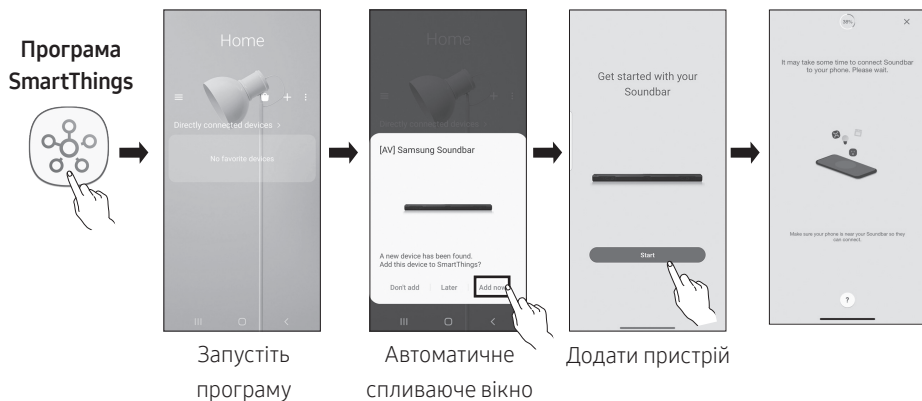 Програма
SmartThings
Home
Directly connected devices >
No favorite devices
Запустіть
програму
Home
Directly connected devices >
[AV] Samsung Soundbar
A new device has been found.
Add this device to SmartThings?
Don't add
Later
Add now
Автоматичне
спливаюче вікно
Get started with your
Soundbar
Start
Додати пристрій
It may take some time to connect Soundbar
to your phone. Please wait.
Make sure your phone is near your Soundbar so they
can connect.
?